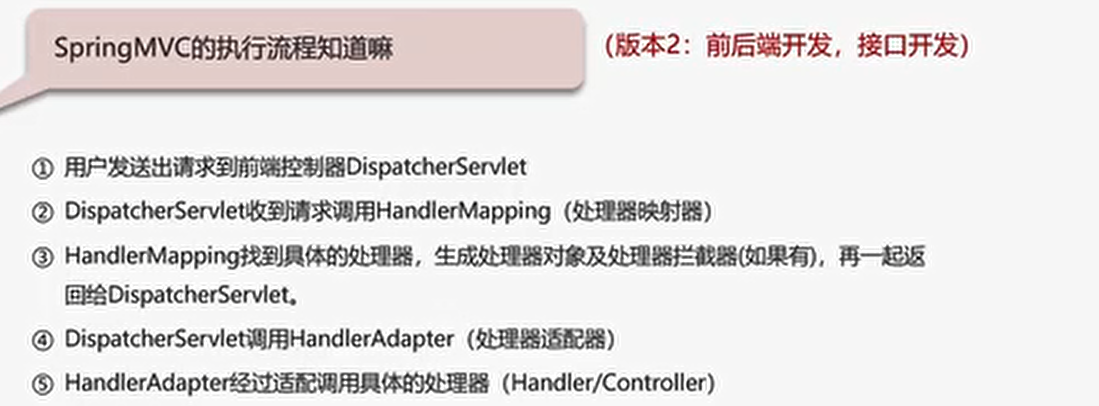 SpringMVC的执行流程知道嘛
(版本2：前后端开发，接口开发)
① 用户发送出请求到前端控制器DispatcherServlet
② DispatcherServlet收到请求调用HandlerMapping（处理器映射器）
③ HandlerMapping找到具体的处理器，生成处理器对象及处理器拦截器(如果有)，再一起返
回给DispatcherServlet。
④ DispatcherServlet调用HandlerAdapter（处理器适配器）
⑤ HandlerAdapter经过适配调用具体的处理器（Handler/Controller）